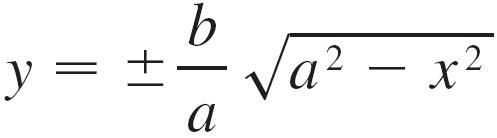 y = ± b/a √(a² − x²)